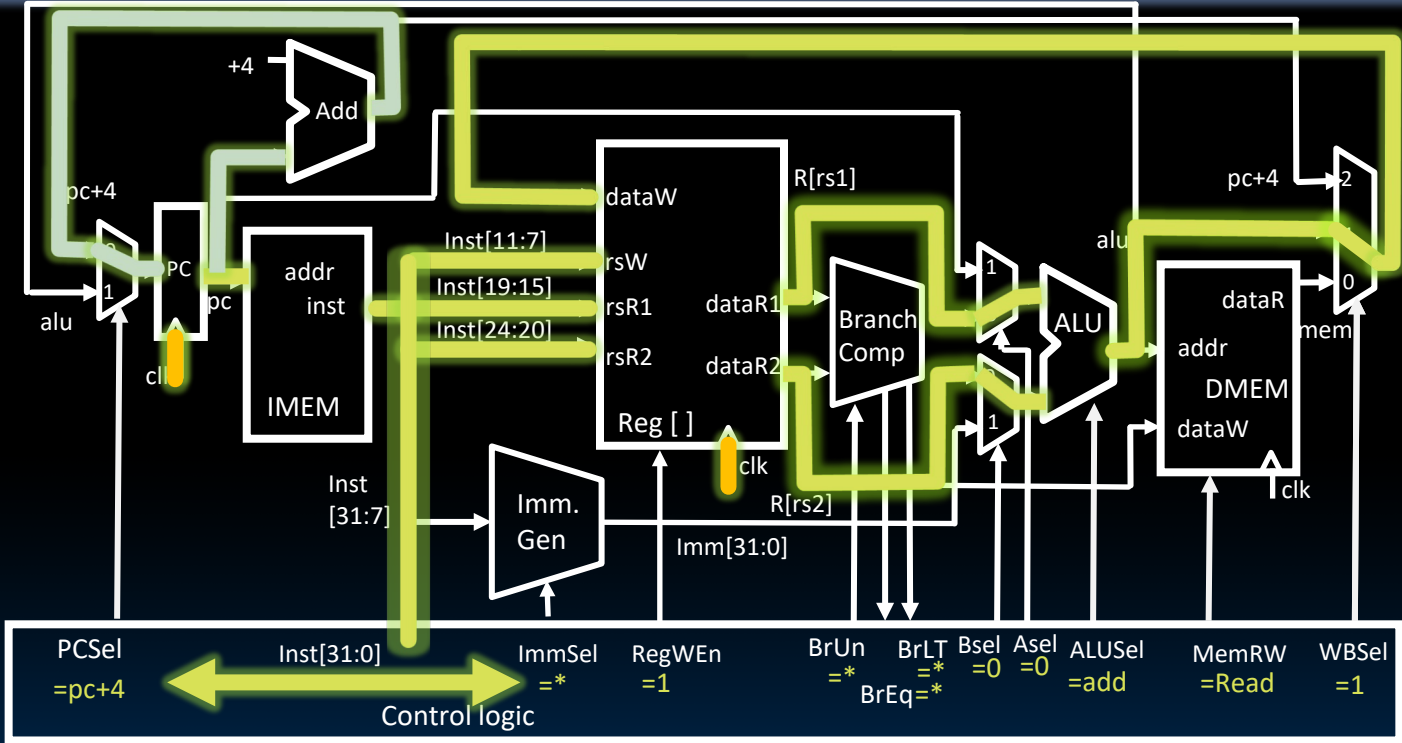 +4
Add
pc+4
pc+4
2
R[rs1]
dataW
Inst[11:7]
rsW
alu
PC
addr
1
pc
inst
Inst[19:15]
rsR1
dataR1
Branch
Comp
ALU
dataR
0
mem
1
alu
Inst[24:20]
rsR2
dataR2
addr
clk
IMEM
DMEM
Reg [ ]
1
dataW
clk
clk
Inst
[31:7]
Imm.
Gen
R[rs2]
Imm[31:0]
PCSel
=pc+4
Inst[31:0]
Control logic
ImmSel
=*
RegWEn
=1
BrUn
=*
BrLT
=*
BrEq=*
Bsel
=0
Asel
=0
ALUSel
=add
MemRW
=Read
WBSel
=1